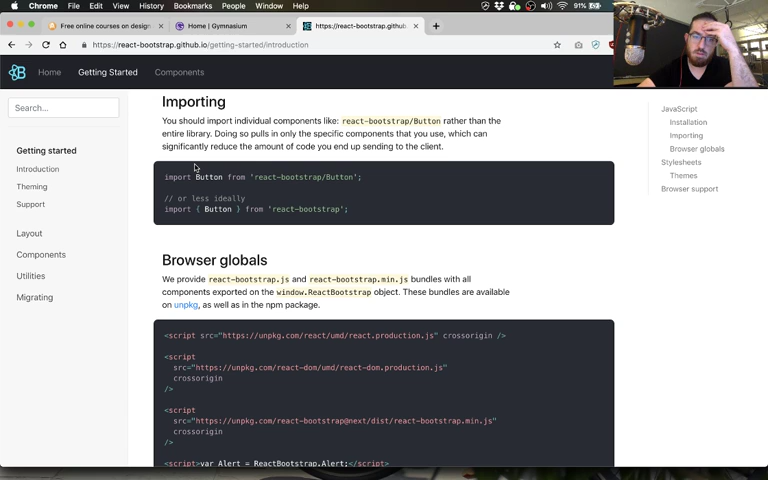 Chrome File Edit View History Bookmarks People Window Help 91%
Free online courses on design
Home | Gymnasium
https://react-bootstrap.github
https://react-bootstrap.github.io/getting-started/introduction
Home Getting Started Components
Search...
Getting started
Introduction
Theming
Support
Layout
Components
Utilities
Migrating
Importing
You should import individual components like: react-bootstrap/Button rather than the
entire library. Doing so pulls in only the specific components that you use, which can
significantly reduce the amount of code you end up sending to the client.
import Button from 'react-bootstrap/Button';
// or less ideally
import { Button } from 'react-bootstrap';
Browser globals
We provide react-bootstrap.js and react-bootstrap.min.js bundles with all
components exported on the window.ReactBootstrap object. These bundles are available
on unpkg, as well as in the npm package.
<script src="https://unpkg.com/react/umd/react.production.js" crossorigin />
<script
src="https://unpkg.com/react-dom/umd/react-dom.production.js"
crossorigin
/>
<script
src="https://unpkg.com/react-bootstrap@next/dist/react-bootstrap.min.js"
crossorigin
/>
<script>var Alert = ReactBootstrap.Alert;</script>
JavaScript
Installation
Importing
Browser globals
Stylesheets
Themes
Browser support